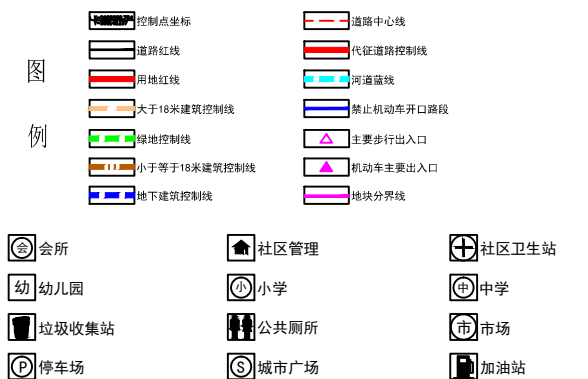 图例
控制点坐标
道路红线
用地红线
大于18米建筑控制线
绿地控制线
小于等于18米建筑控制线
地下建筑控制线
道路中心线
代征道路控制线
河道蓝线
禁止机动车开口路段
主要步行出入口
机动车主要出入口
地块分界线
会 会所 社区管理 社区卫生站
幼 幼儿园 小 小学 中 中学
垃圾收集站 公共厕所 市 市场
P 停车场 S 城市广场 加油站